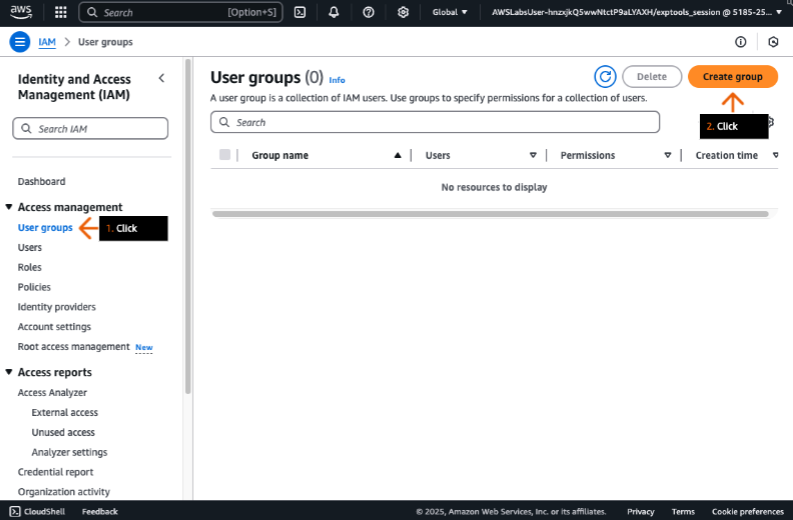 aws Search [Option+S] Global AWSLabsUser-hnzxjkQ5wwNtctP9aLYAXH/exptools_session @ 5185-25...
IAM > User groups
Identity and Access
Management (IAM)
Search IAM
Dashboard
Access management
User groups
1. Click
Users
Roles
Policies
Identity providers
Account settings
Root access management New
Access reports
Access Analyzer
External access
Unused access
Analyzer settings
Credential report
Organization activity
User groups (0) Info
Delete
Create group
A user group is a collection of IAM users. Use groups to specify permissions for a collection of users.
Search
2. Click
Group name Users Permissions Creation time
No resources to display
CloudShell Feedback © 2025, Amazon Web Services, Inc. or its affiliates. Privacy Terms Cookie preferences